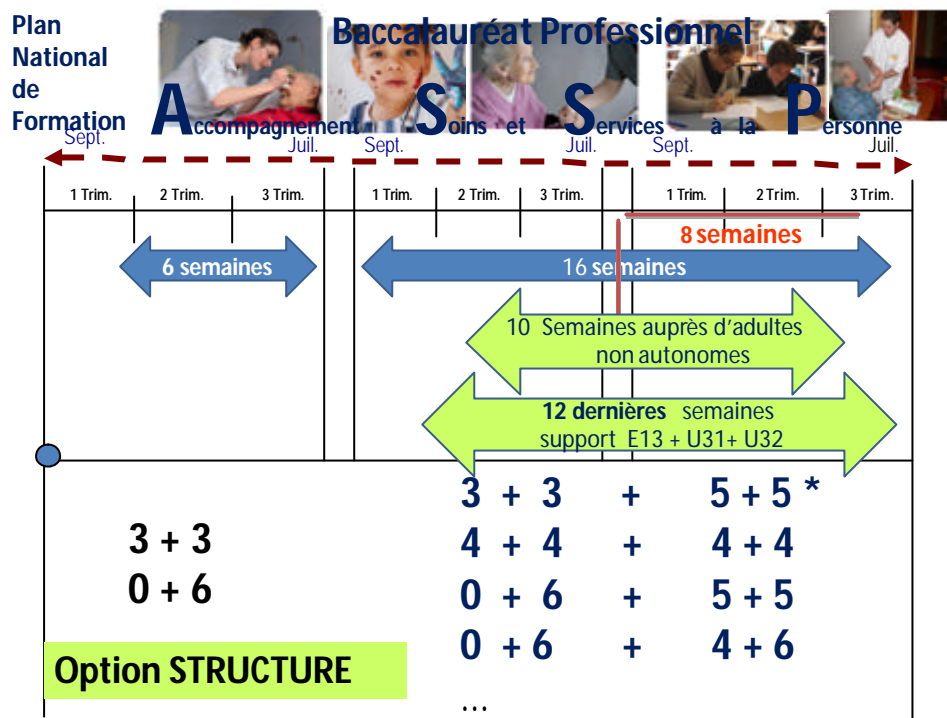 Plan
National
de
Formation
Baccalauréat Professionnel
Accompagnement Soins et Services à la Personne
Sept. Juil. Sept. Juil. Sept. Juil.
1 Trim. 2 Trim. 3 Trim. 1 Trim. 2 Trim. 3 Trim. 1 Trim. 2 Trim. 3 Trim.
8 semaines
6 semaines 16 semaines
10 Semaines auprès d'adultes
non autonomes
12 dernières semaines
support E13 + U31+ U32
3 + 3 + 5 + 5 *
3 + 3 4 + 4 + 4 + 4
0 + 6 0 + 6 + 5 + 5
0 + 6 + 4 + 6
Option STRUCTURE
…